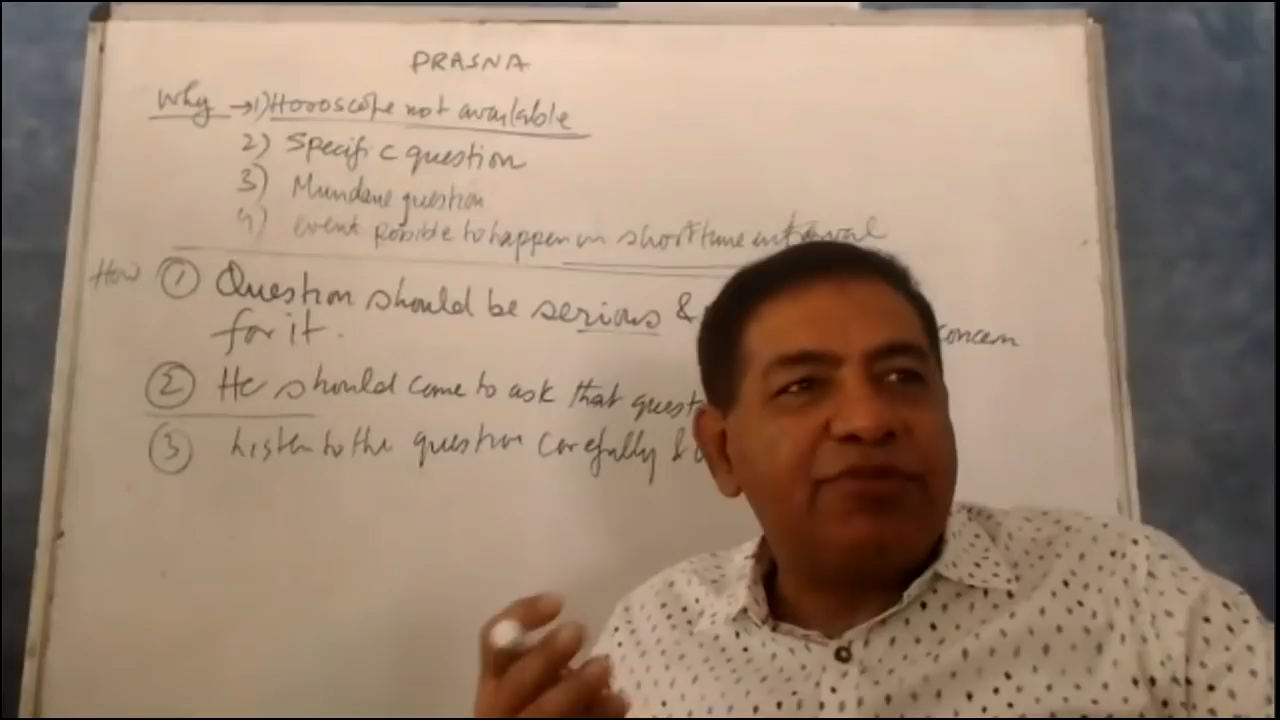 PRASNA
Why → 1) Horoscope not available
2) Specific question
3) Mundane question
4) event possible to happen in short time interval
How ① Question should be serious & concern
for it.
② He should come to ask that quest
③ Listen to the question carefully &